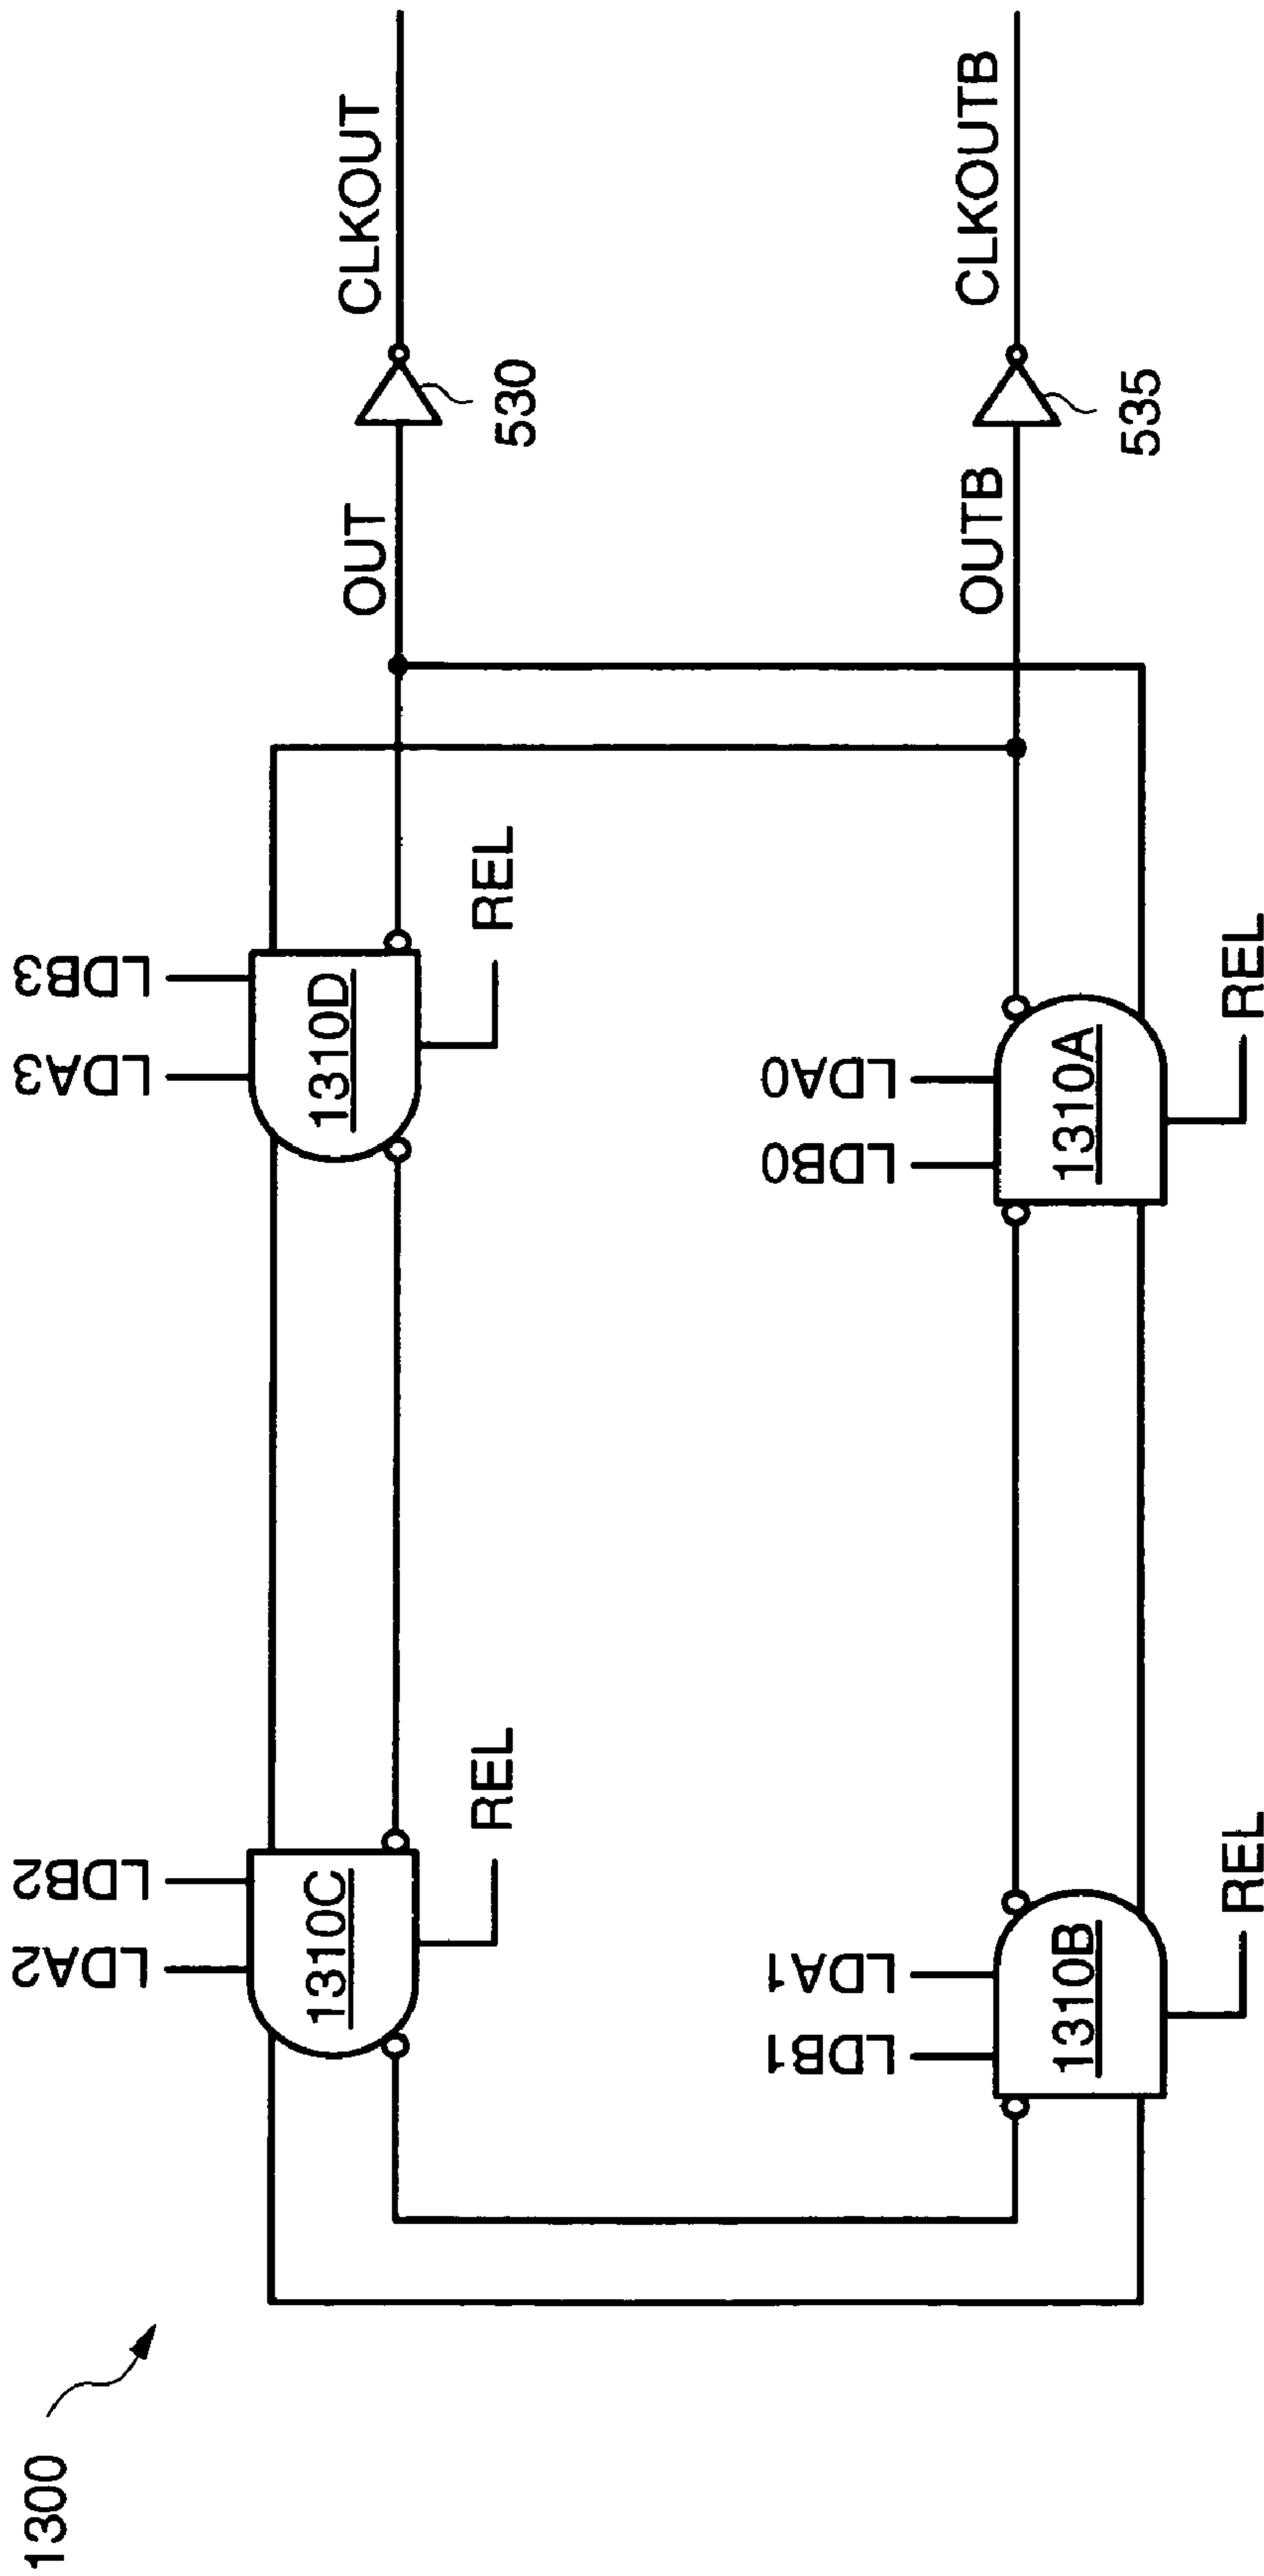 1300
LDA2
LDB2
LDA3
LDB3
1310C
1310D
REL
REL
OUT
530
CLKOUT
LDB1
LDA1
LDB0
LDA0
1310B
1310A
REL
REL
OUTB
535
CLKOUTB